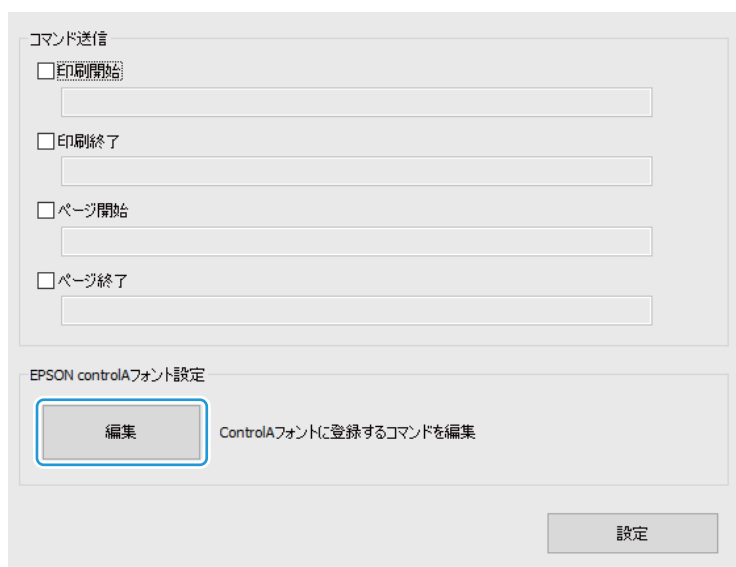 コマンド送信
印刷開始
印刷終了
ページ開始
ページ終了
EPSON controlAフォント設定
編集
ControlAフォントに登録するコマンドを編集
設定